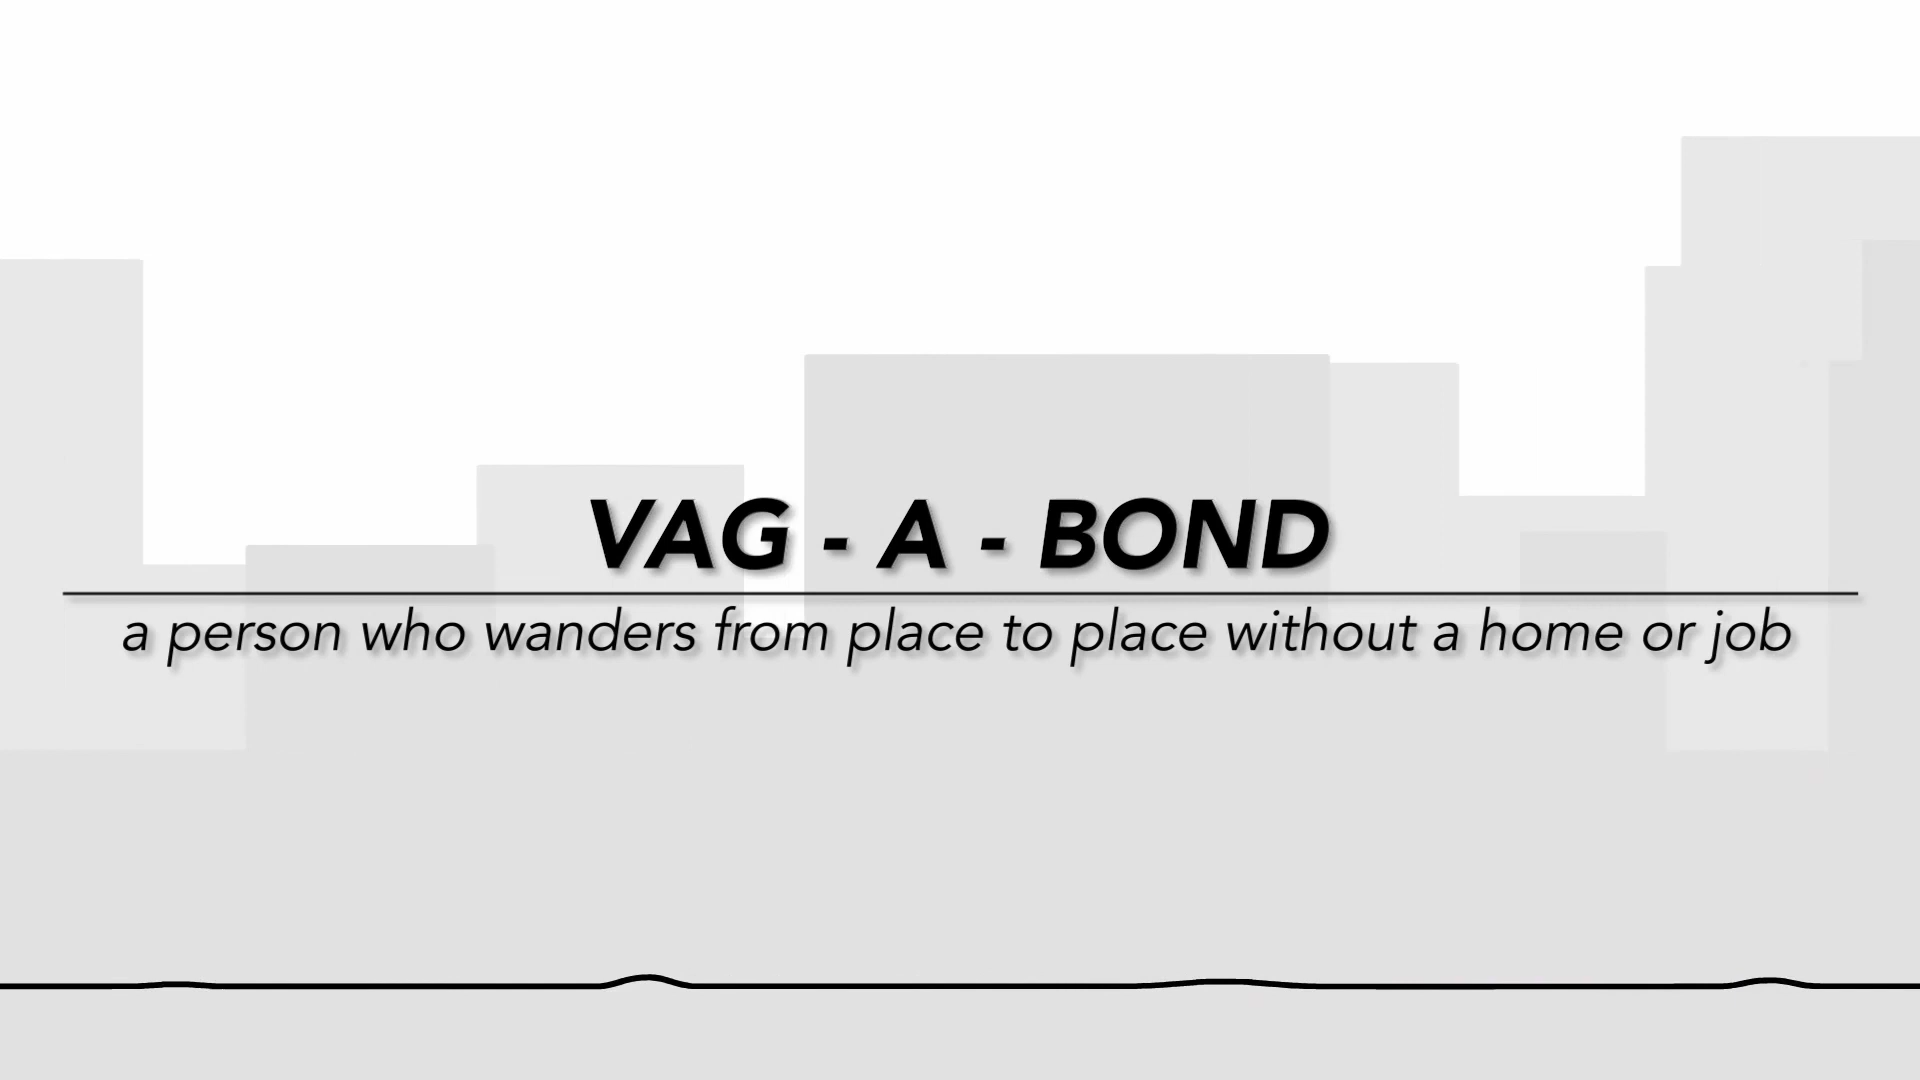 VAG - A - BOND
a person who wanders from place to place without a home or job